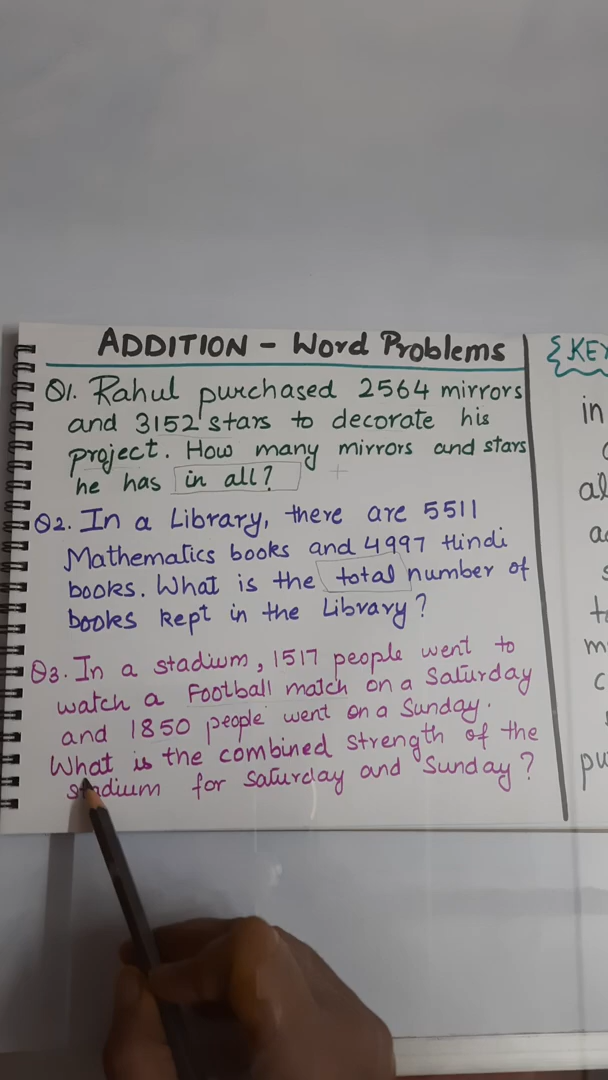 ADDITION - Word Problems
Q1. Rahul purchased 2564 mirrors
and 3152 stars to decorate his
project. How many mirrors and stars
he has in all?
Q2. In a Library, there are 5511
Mathematics books and 4997 Hindi
books. What is the total number of
books kept in the Library?
Q3. In a stadium, 1517 people went to
watch a Football match on a Saturday
and 1850 people went on a Sunday.
What is the combined strength of the
stadium for Saturday and Sunday?
{KEY
in
al